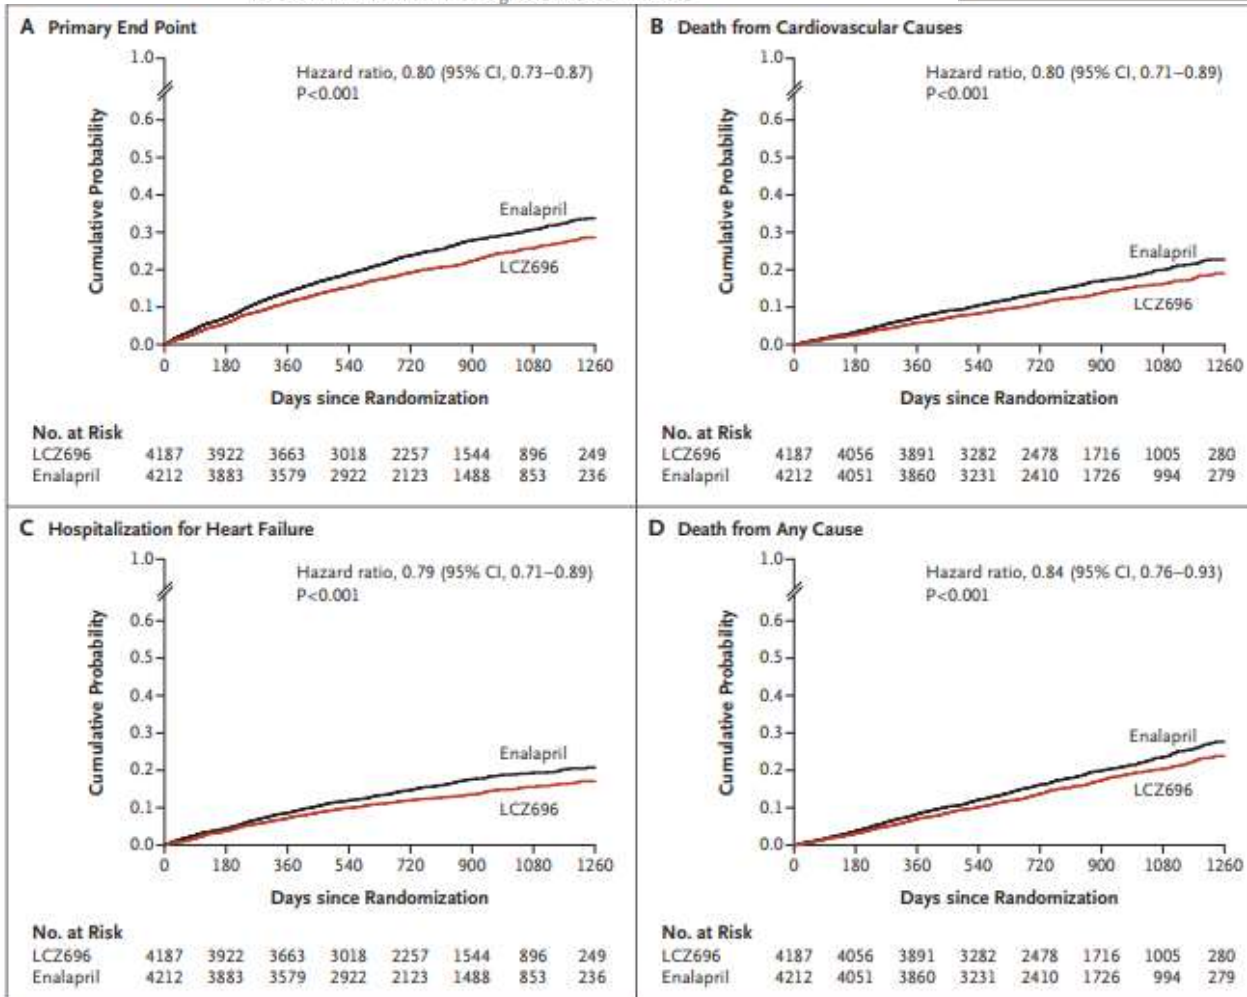 A Primary End Point
1.0
0.6
0.5
0.4
0.3
0.2
0.1
0.0
Cumulative Probability
Hazard ratio, 0.80 (95% CI, 0.73–0.87)
P<0.001
Enalapril
LCZ696
0 180 360 540 720 900 1080 1260
Days since Randomization
No. at Risk
LCZ696 4187 3922 3663 3018 2257 1544 896 249
Enalapril 4212 3883 3579 2922 2123 1488 853 236
B Death from Cardiovascular Causes
1.0
0.6
0.5
0.4
0.3
0.2
0.1
0.0
Cumulative Probability
Hazard ratio, 0.80 (95% CI, 0.71–0.89)
P<0.001
Enalapril
LCZ696
0 180 360 540 720 900 1080 1260
Days since Randomization
No. at Risk
LCZ696 4187 4056 3891 3282 2478 1716 1005 280
Enalapril 4212 4051 3860 3231 2410 1726 994 279
C Hospitalization for Heart Failure
1.0
0.6
0.5
0.4
0.3
0.2
0.1
0.0
Cumulative Probability
Hazard ratio, 0.79 (95% CI, 0.71–0.89)
P<0.001
Enalapril
LCZ696
0 180 360 540 720 900 1080 1260
Days since Randomization
No. at Risk
LCZ696 4187 3922 3663 3018 2257 1544 896 249
Enalapril 4212 3883 3579 2922 2123 1488 853 236
D Death from Any Cause
1.0
0.6
0.5
0.4
0.3
0.2
0.1
0.0
Cumulative Probability
Hazard ratio, 0.84 (95% CI, 0.76–0.93)
P<0.001
Enalapril
LCZ696
0 180 360 540 720 900 1080 1260
Days since Randomization
No. at Risk
LCZ696 4187 4056 3891 3282 2478 1716 1005 280
Enalapril 4212 4051 3860 3231 2410 1726 994 279